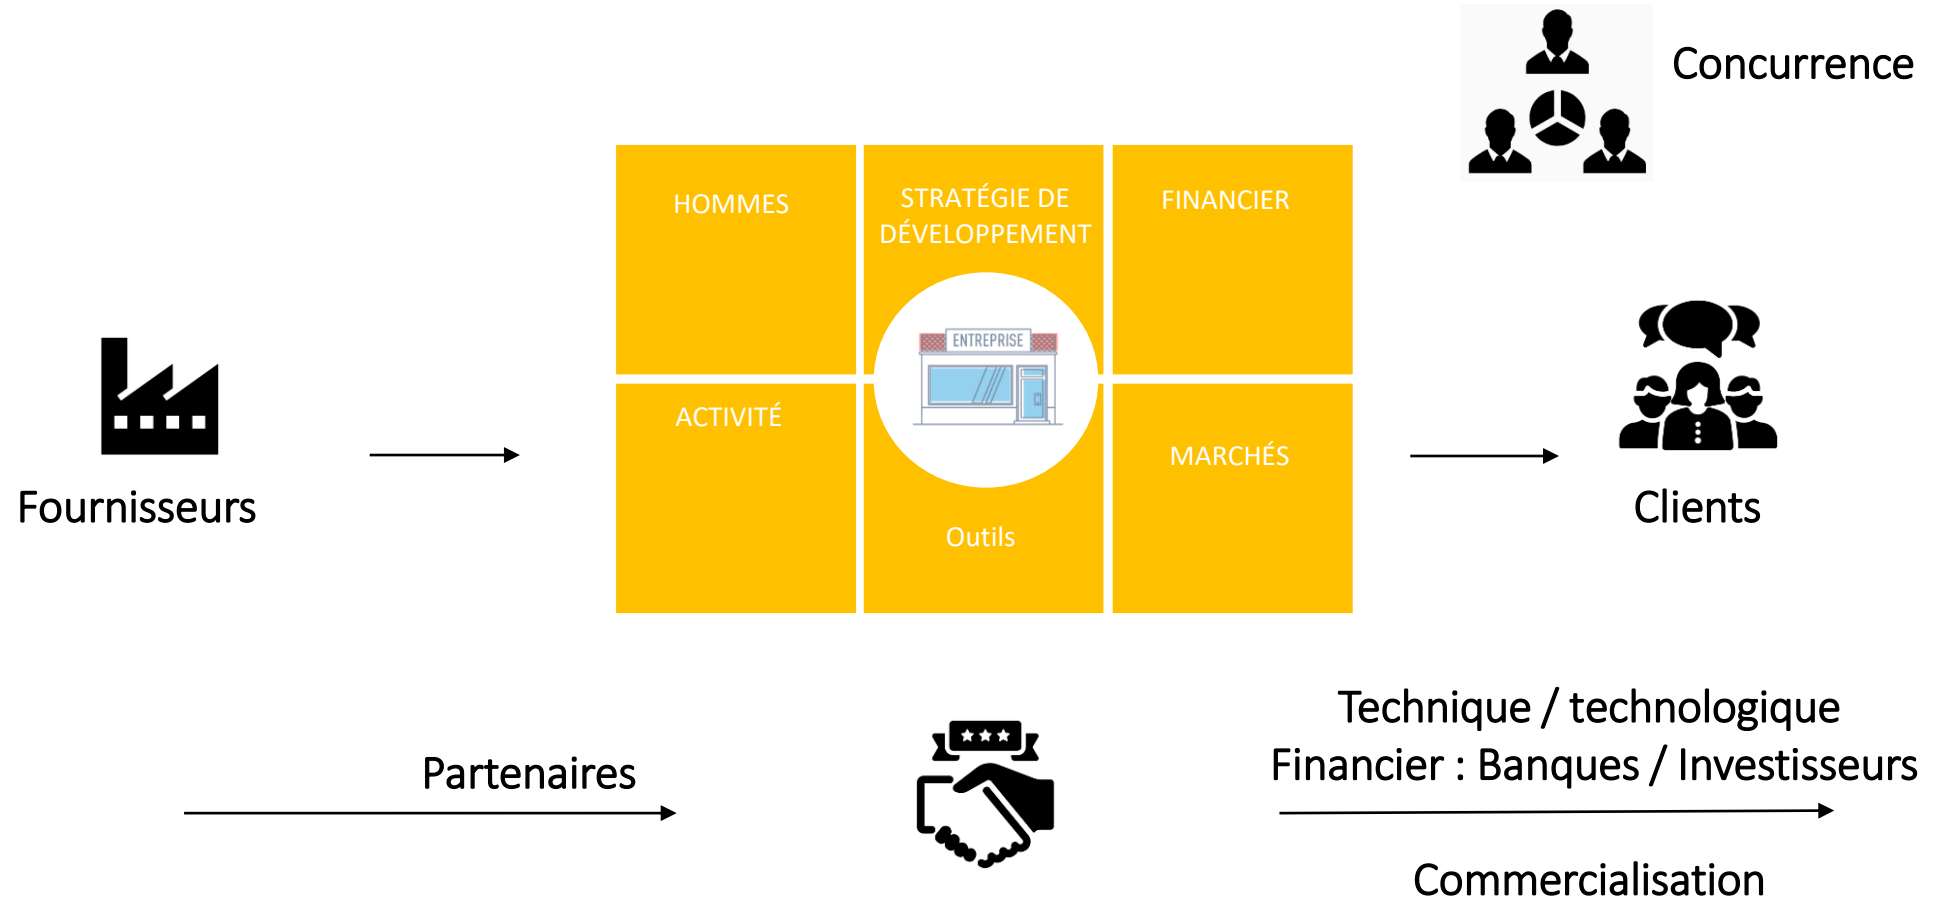 Concurrence
HOMMES
STRATÉGIE DE
DÉVELOPPEMENT
FINANCIER
ENTREPRISE
ACTIVITÉ
MARCHÉS
Outils
Fournisseurs
Clients
Partenaires
Technique / technologique
Financier : Banques / Investisseurs
Commercialisation